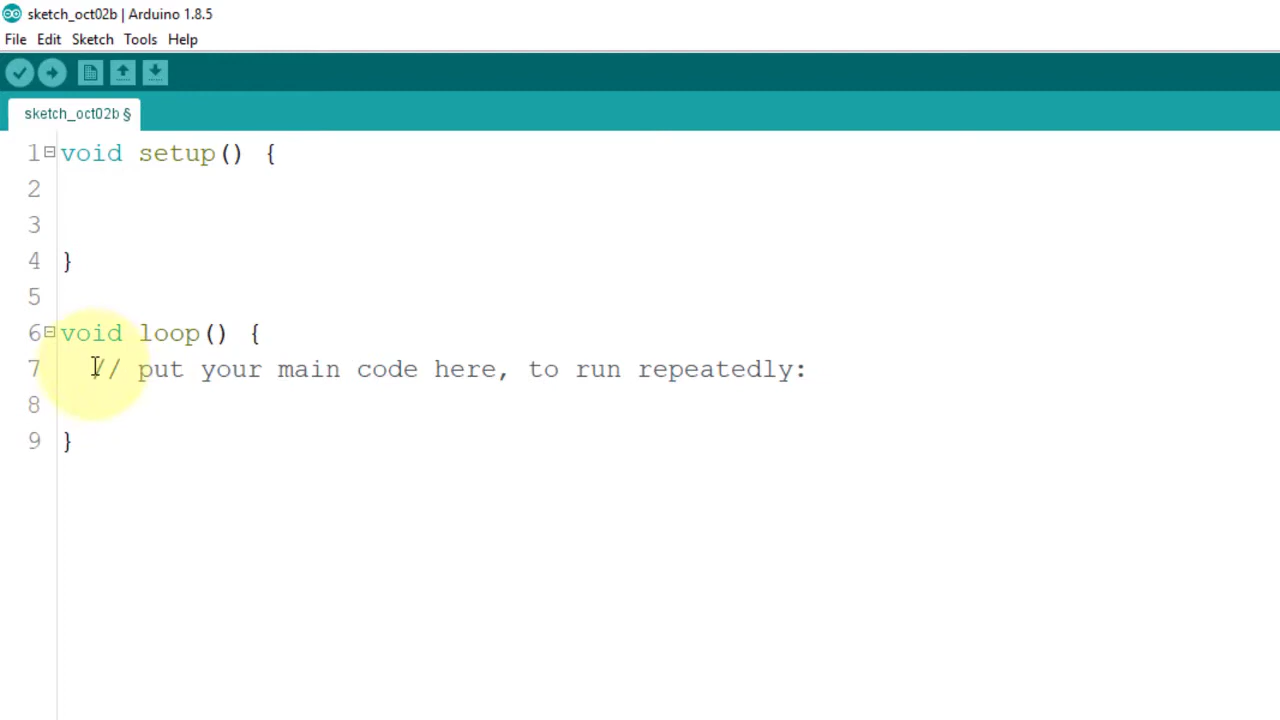 sketch_oct02b | Arduino 1.8.5
File Edit Sketch Tools Help
sketch_oct02b §
1 void setup() {
2
3
4 }
5
6 void loop() {
7 // put your main code here, to run repeatedly:
8
9 }